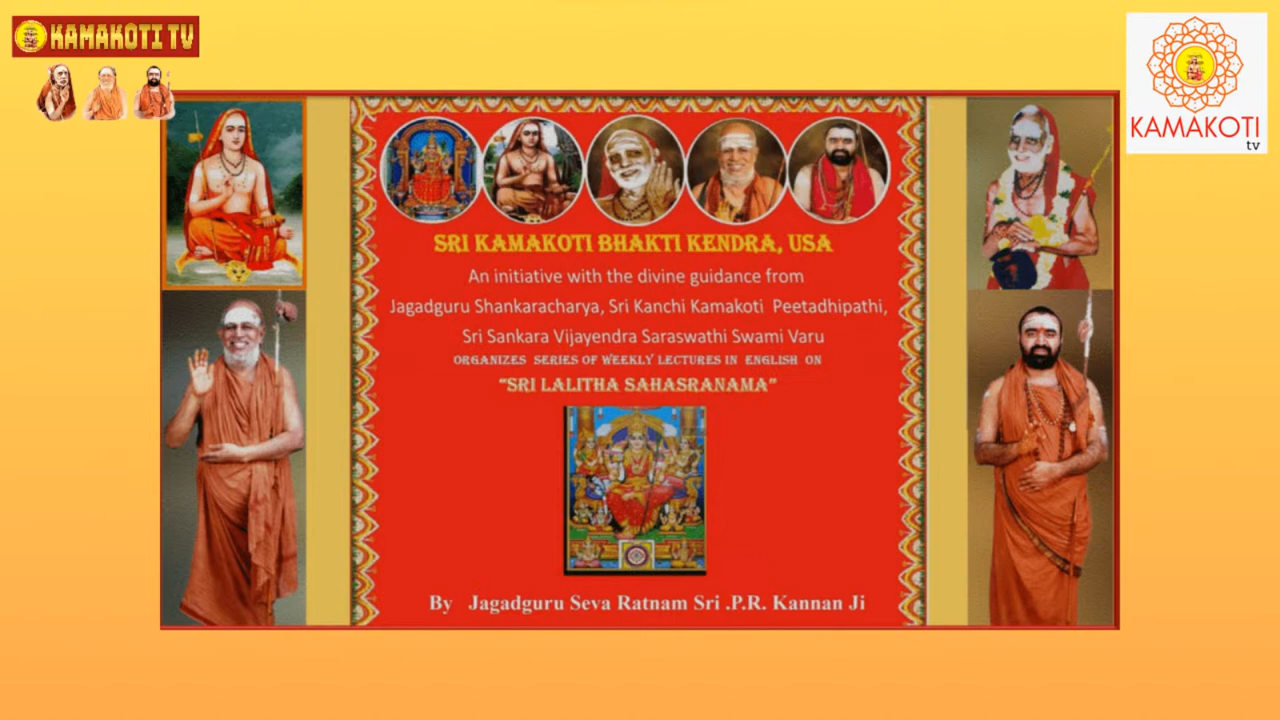 KAMAKOTI TV
KAMAKOTI
tv
SRI KAMAKOTI BHAKTI KENDRA, USA
An initiative with the divine guidance from
Jagadguru Shankaracharya, Sri Kanchi Kamakoti Peetadhipathi,
Sri Sankara Vijayendra Saraswathi Swami Varu
ORGANIZES SERIES OF WEEKLY LECTURES IN ENGLISH ON
“SRI LALITHA SAHASRANAMA”
By Jagadguru Seva Ratnam Sri .P.R. Kannan Ji